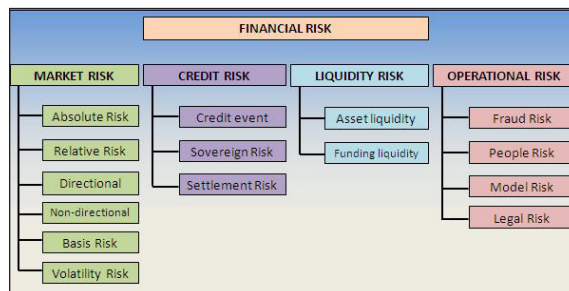 FINANCIAL RISK
MARKET RISK
CREDIT RISK
LIQUIDITY RISK
OPERATIONAL RISK
Absolute Risk
Relative Risk
Directional
Non-directional
Basis Risk
Volatility Risk
Credit event
Sovereign Risk
Settlement Risk
Asset liquidity
Funding liquidity
Fraud Risk
People Risk
Model Risk
Legal Risk